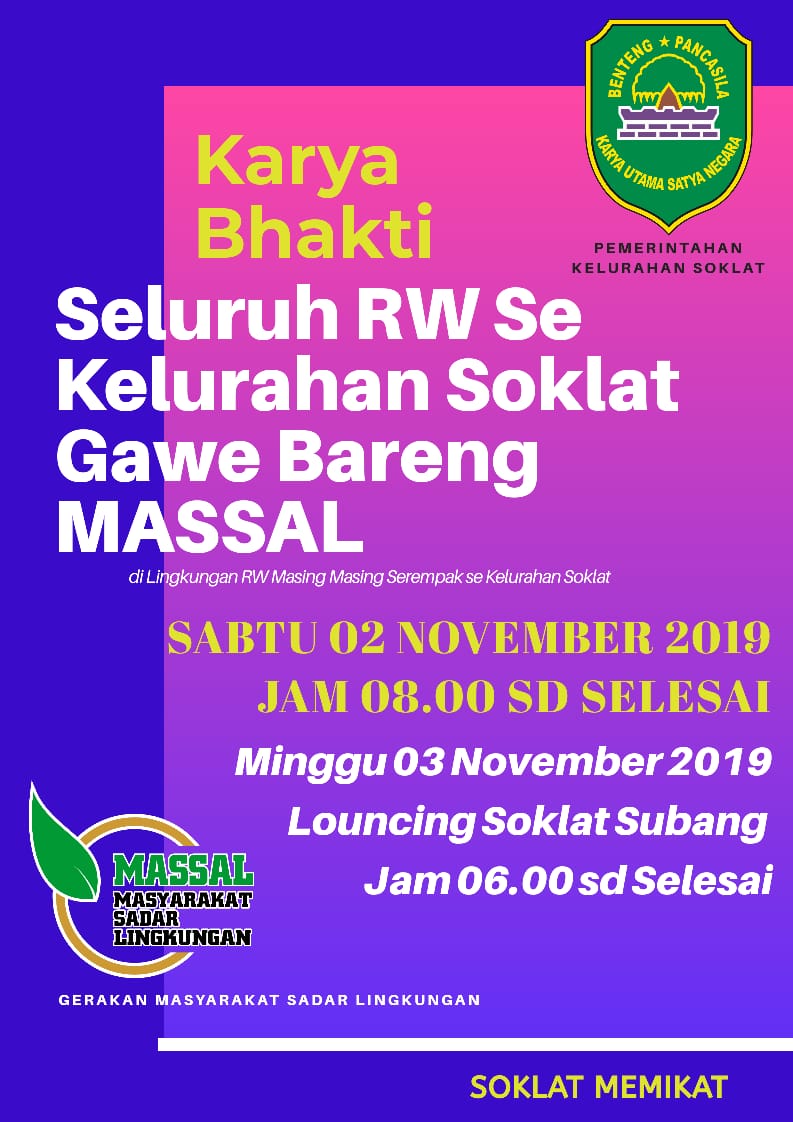 BENTENG ★ PANCASILA
KARYA UTAMA SATYA NEGARA
PEMERINTAHAN
KELURAHAN SOKLAT
Karya
Bhakti
Seluruh RW Se
Kelurahan Soklat
Gawe Bareng
MASSAL
di Lingkungan RW Masing Masing Serempak se Kelurahan Soklat
SABTU 02 NOVEMBER 2019
JAM 08.00 SD SELESAI
Minggu 03 November 2019
Louncing Soklat Subang
Jam 06.00 sd Selesai
MASSAL
MASYARAKAT
SADAR
LINGKUNGAN
GERAKAN MASYARAKAT SADAR LINGKUNGAN
SOKLAT MEMIKAT